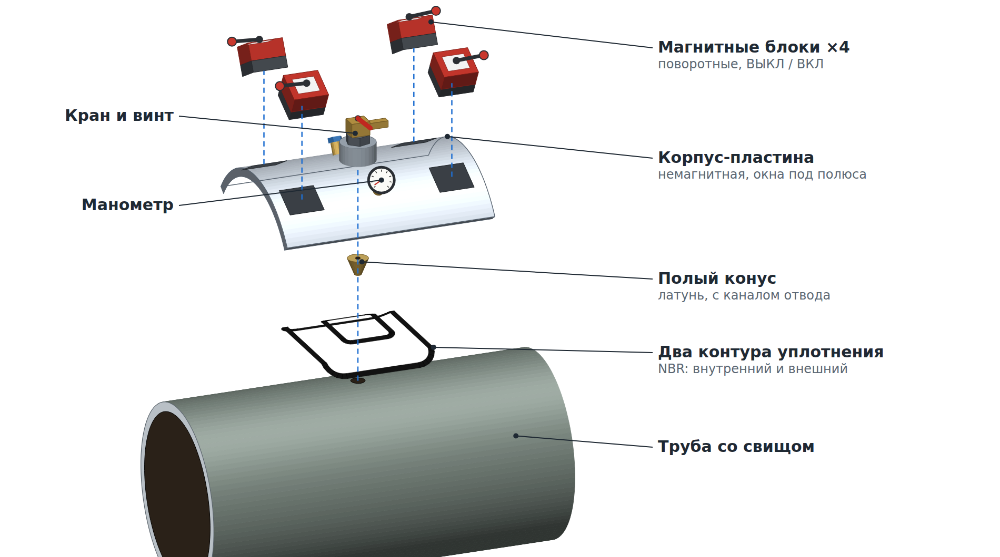 Магнитные блоки ×4
поворотные, ВЫКЛ / ВКЛ
Кран и винт
Корпус-пластина
немагнитная, окна под полюса
Манометр
Полый конус
латунь, с каналом отвода
Два контура уплотнения
NBR: внутренний и внешний
Труба со свищом